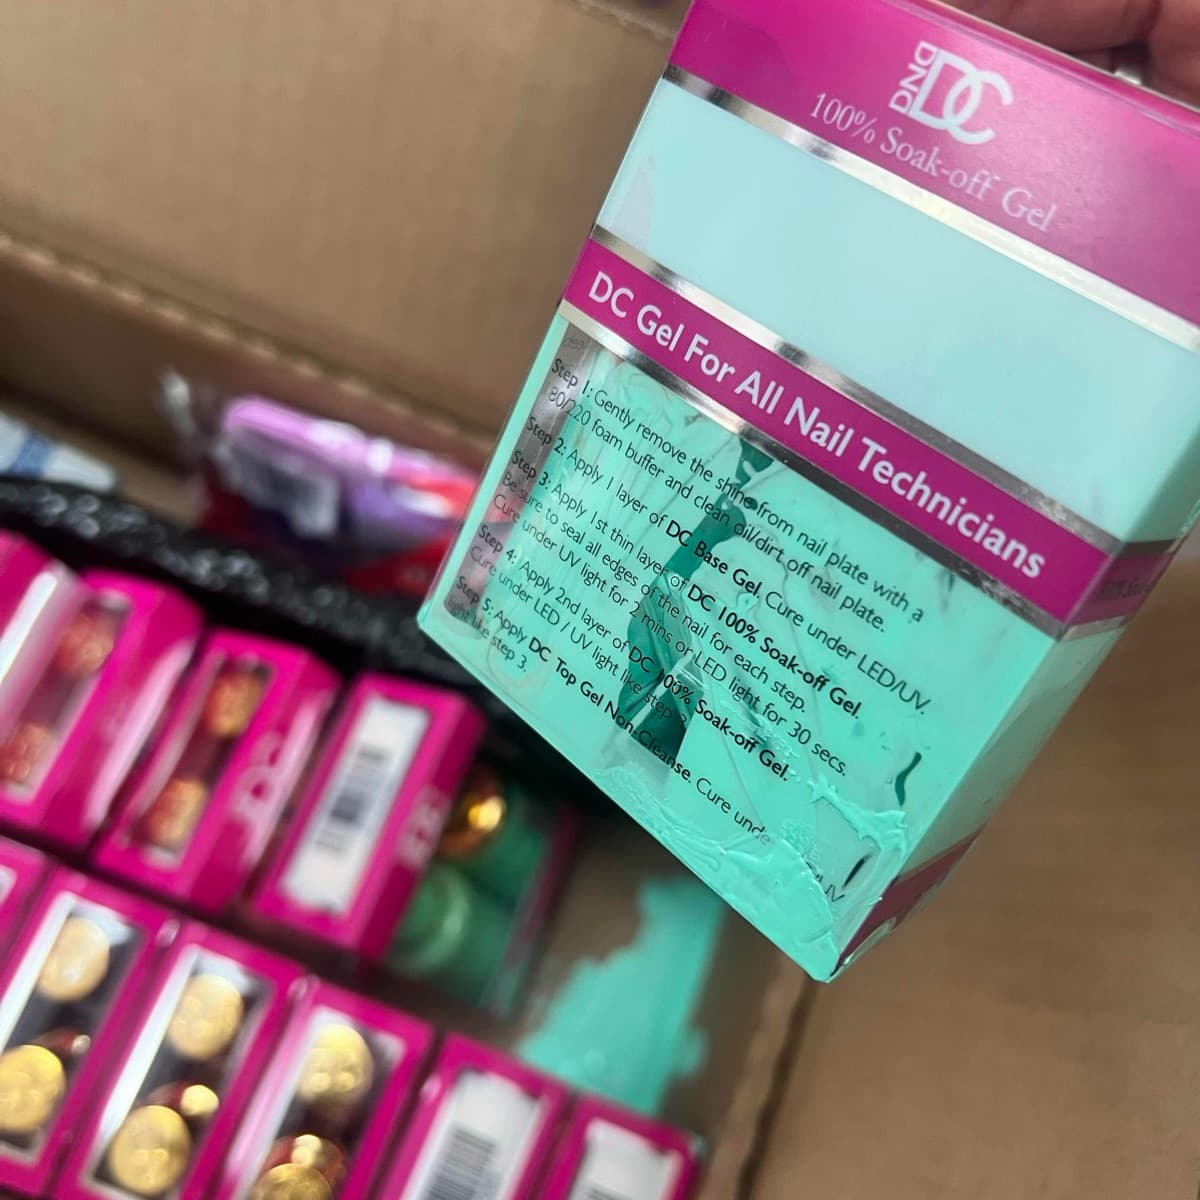 DND
DC
100% Soak-off Gel
DC Gel For All Nail Technicians
Step 1: Gently remove the shine from nail plate with a
80/220 foam buffer and clean oil/dirt off nail plate.
Step 2: Apply 1 layer of DC Base Gel, Cure under LED/UV.
Step 3: Apply 1st thin layer of DC 100% Soak-off Gel.
Be sure to seal all edges of the nail for each step.
Cure under UV light for 2 mins or LED light for 30 secs.
Step 4: Apply 2nd layer of DC 100% Soak-off Gel.
Cure under LED / UV light like step 3.
Step 5: Apply DC Top Gel Non-Cleanse. Cure under
light like step 3.